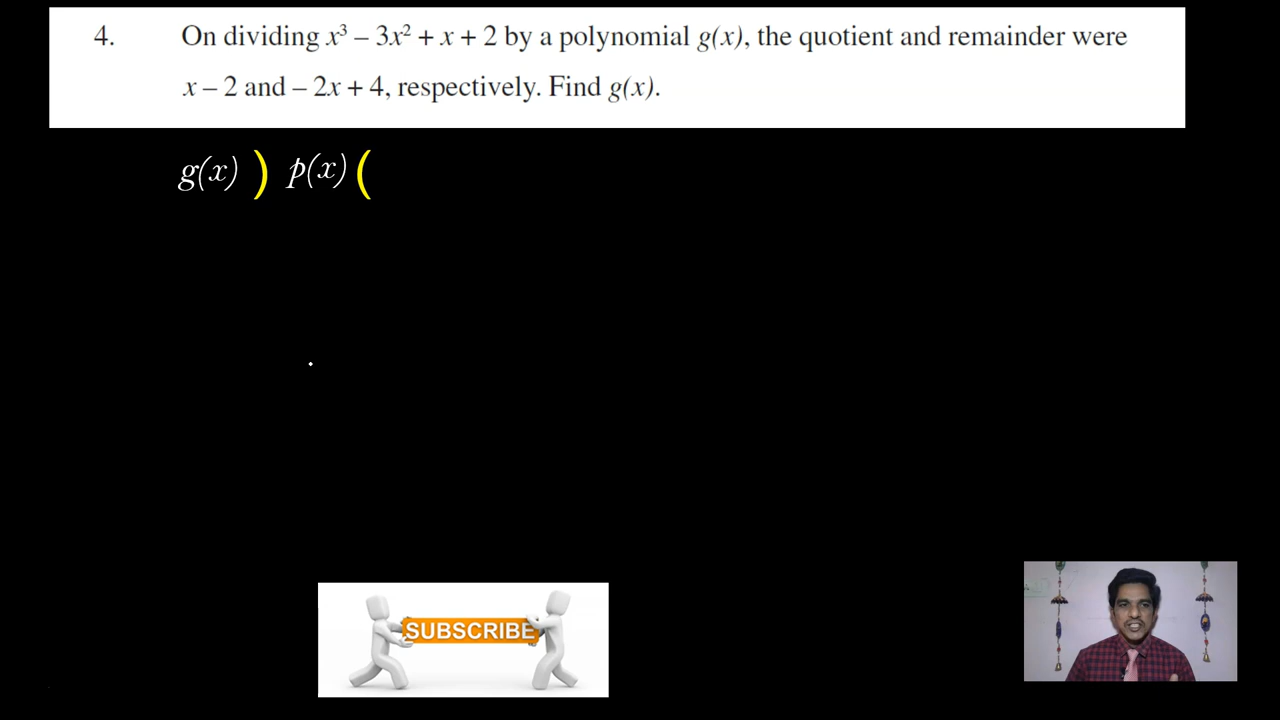 4. On dividing x³ – 3x² + x + 2 by a polynomial g(x), the quotient and remainder were
x – 2 and – 2x + 4, respectively. Find g(x).
g(x) ) p(x) (
SUBSCRIBE